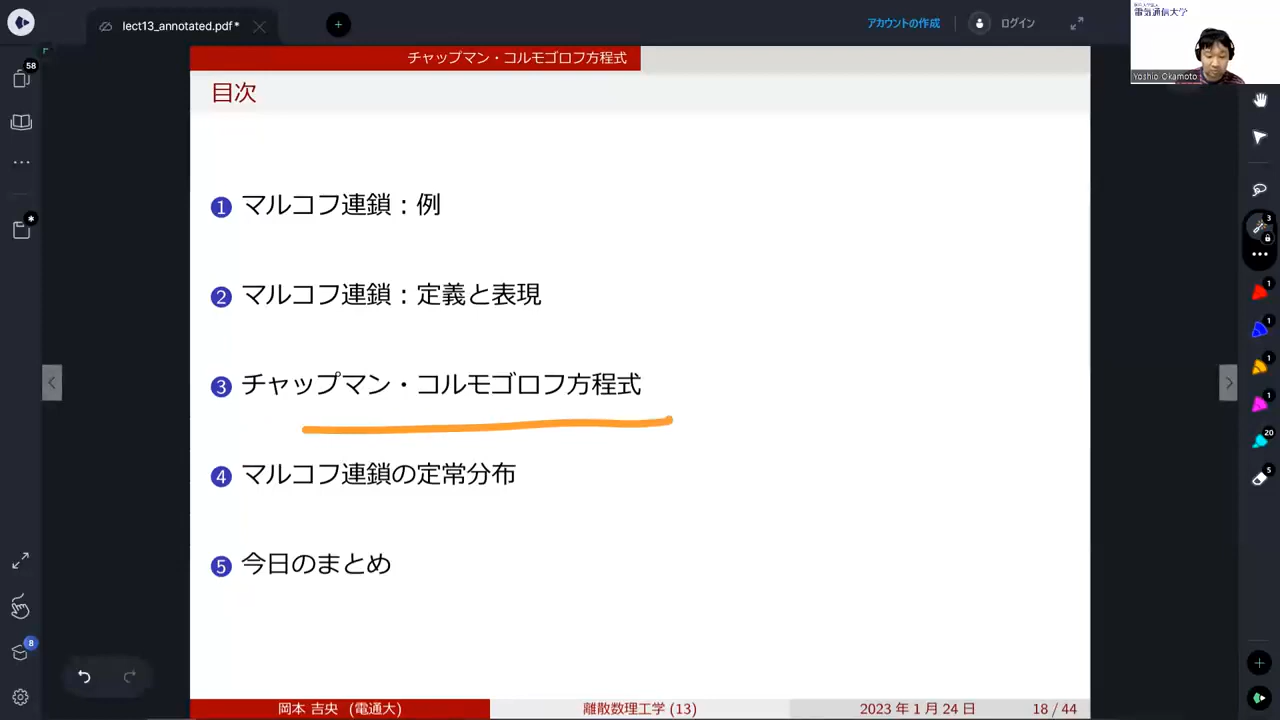 lect13_annotated.pdf*
アカウントの作成
ログイン
電気通信大学
Yoshio Okamoto
58
チャップマン・コルモゴロフ方程式
目次
1 マルコフ連鎖：例
2 マルコフ連鎖：定義と表現
3 チャップマン・コルモゴロフ方程式
4 マルコフ連鎖の定常分布
5 今日のまとめ
3
1
1
1
1
20
5
8
岡本 吉央 (電通大)
離散数理工学 (13)
2023 年 1 月 24 日
18 / 44